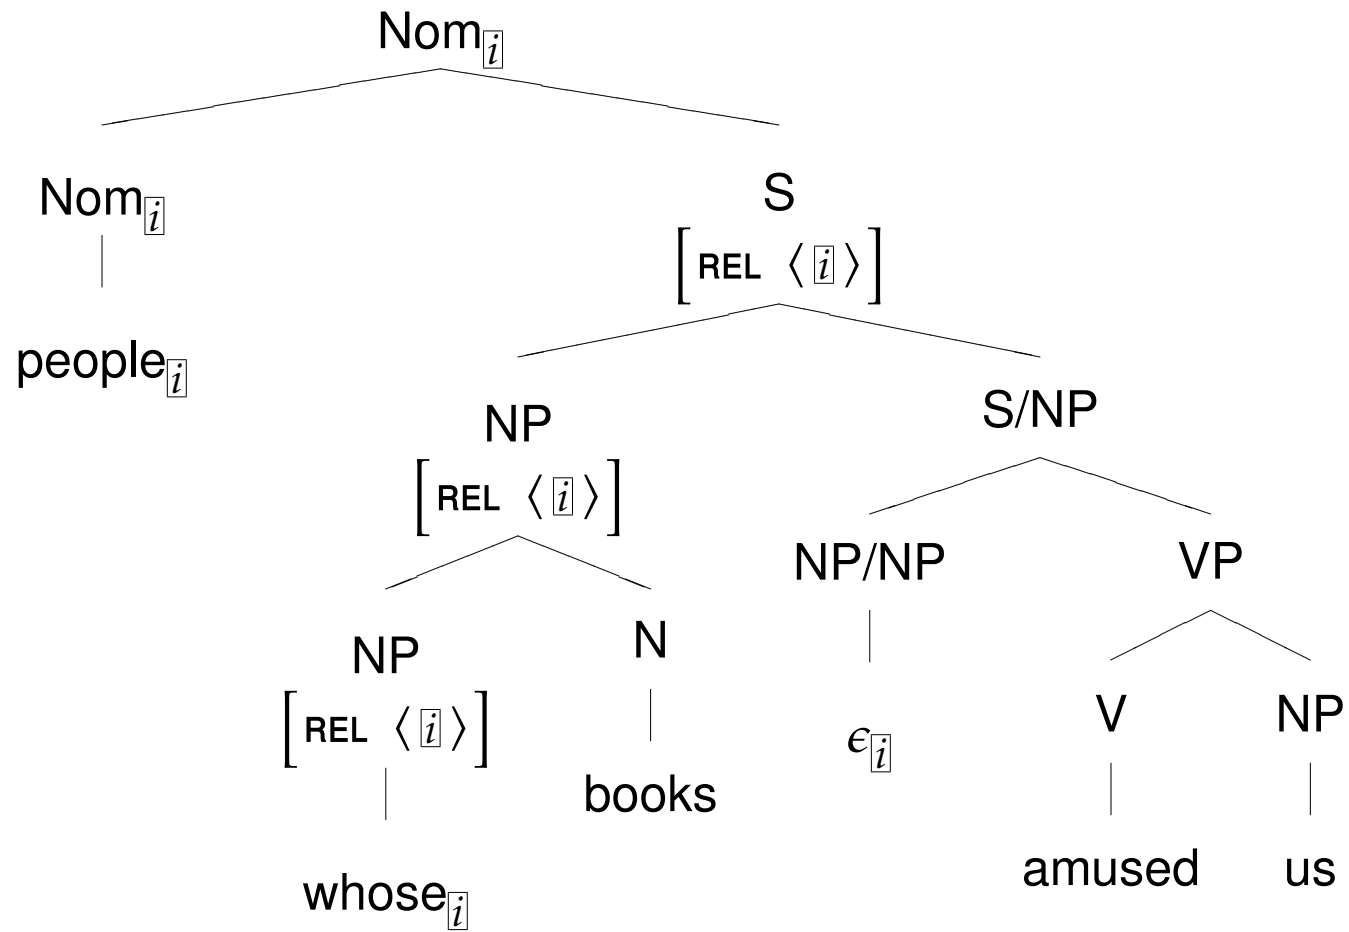 Nom i
Nom i S
[REL ⟨ i ⟩]
people i
NP S/NP
[REL ⟨ i ⟩]
NP/NP VP
NP N
[REL ⟨ i ⟩]
V NP
ϵ i
books
amused us
whose i